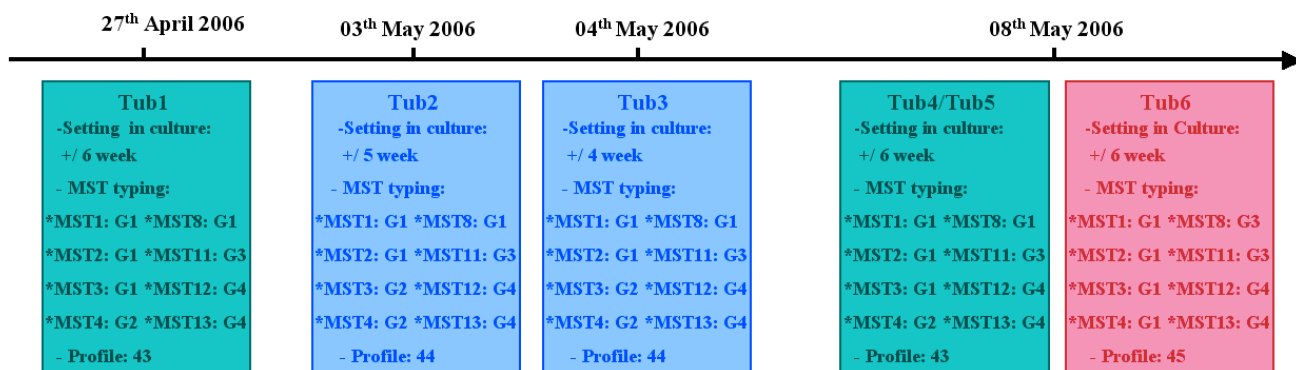 27th April 2006
03th May 2006
04th May 2006
08th May 2006
Tub1
-Setting in culture:
+/ 6 week
- MST typing:
*MST1: G1 *MST8: G1
*MST2: G1 *MST11: G3
*MST3: G1 *MST12: G4
*MST4: G2 *MST13: G4
- Profile: 43
Tub2
-Setting in culture:
+/ 5 week
- MST typing:
*MST1: G1 *MST8: G1
*MST2: G1 *MST11: G3
*MST3: G2 *MST12: G4
*MST4: G2 *MST13: G4
- Profile: 44
Tub3
-Setting in culture:
+/ 4 week
- MST typing:
*MST1: G1 *MST8: G1
*MST2: G1 *MST11: G3
*MST3: G2 *MST12: G4
*MST4: G2 *MST13: G4
- Profile: 44
Tub4/Tub5
-Setting in culture:
+/ 6 week
- MST typing:
*MST1: G1 *MST8: G1
*MST2: G1 *MST11: G3
*MST3: G1 *MST12: G4
*MST4: G2 *MST13: G4
- Profile: 43
Tub6
-Setting in Culture:
+/ 6 week
- MST typing:
*MST1: G1 *MST8: G3
*MST2: G1 *MST11: G3
*MST3: G1 *MST12: G4
*MST4: G1 *MST13: G4
- Profile: 45